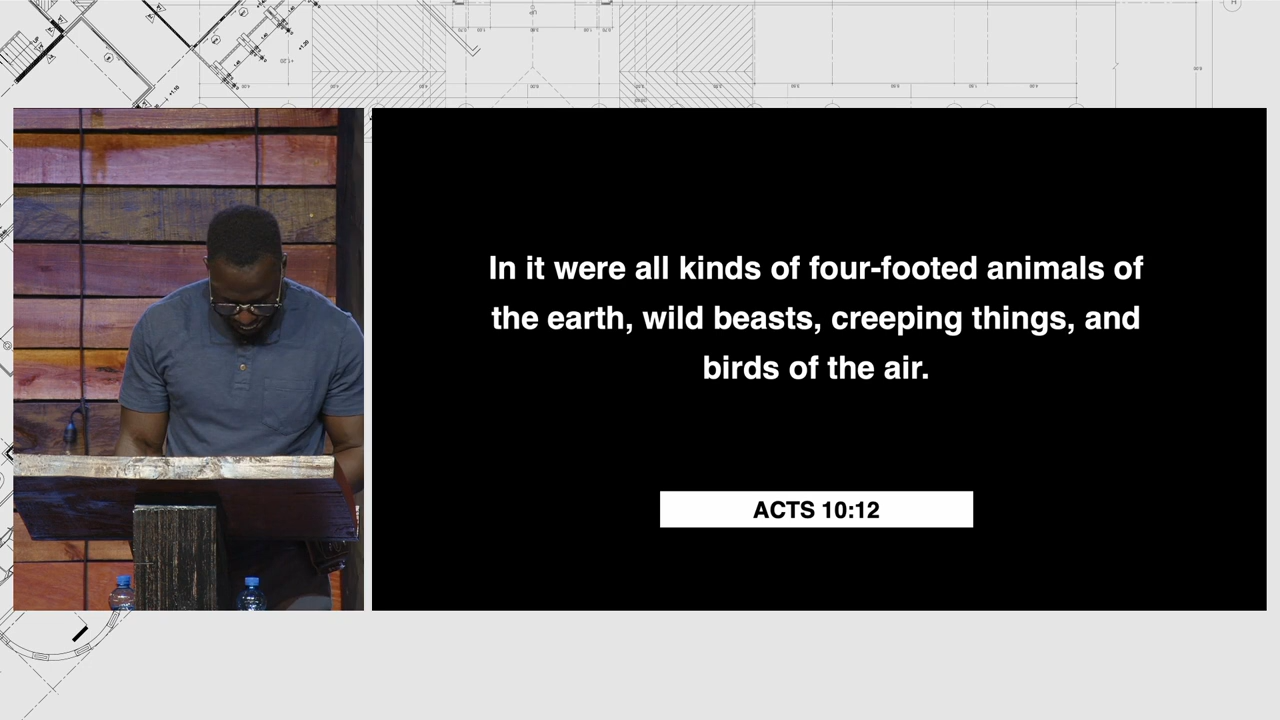 In it were all kinds of four-footed animals of
the earth, wild beasts, creeping things, and
birds of the air.
ACTS 10:12